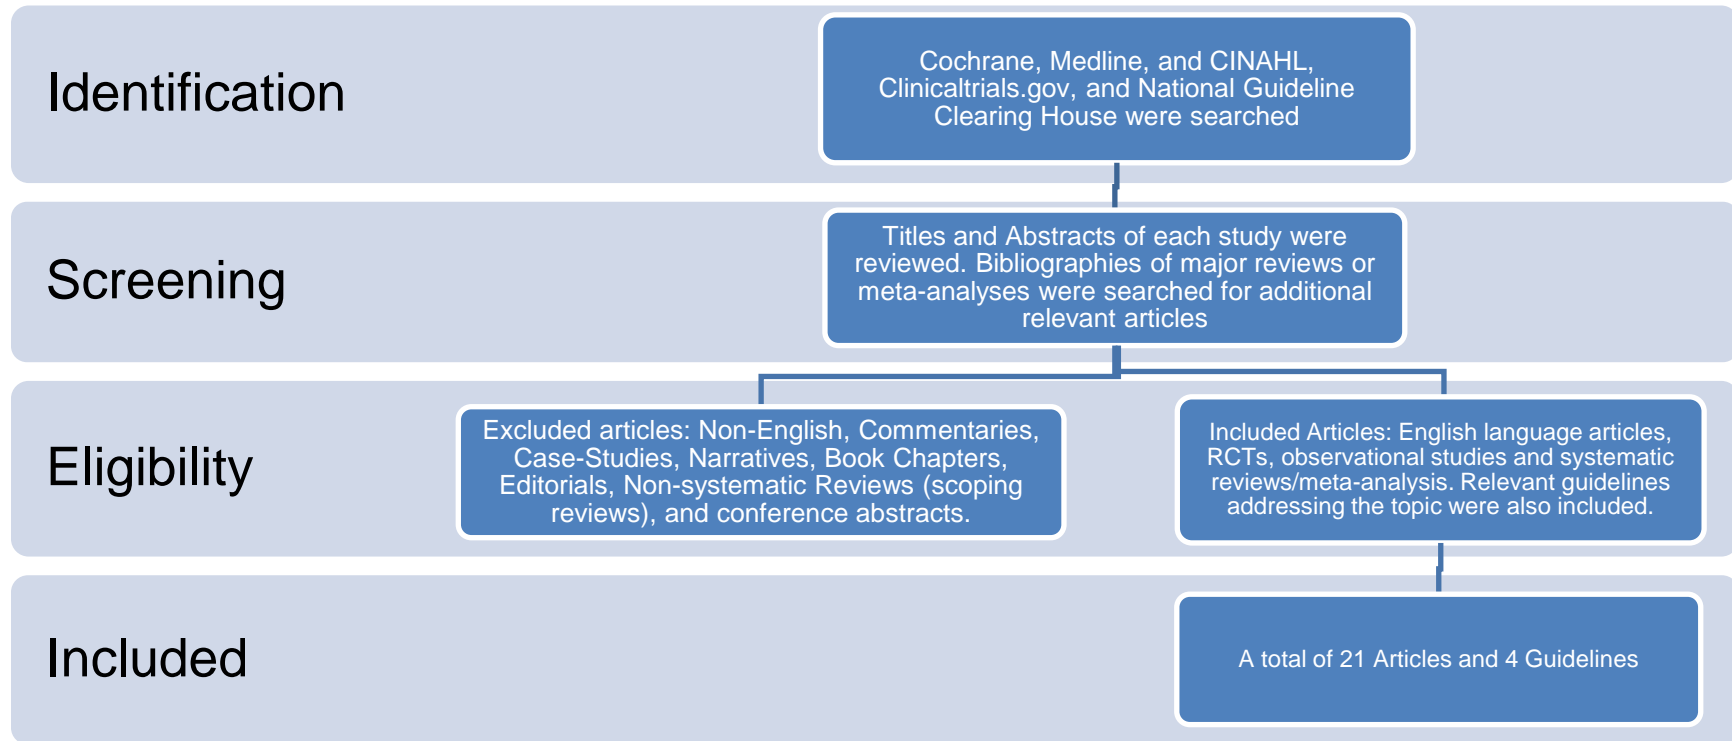 Identification
Cochrane, Medline, and CINAHL,
Clinicaltrials.gov, and National Guideline
Clearing House were searched
Screening
Titles and Abstracts of each study were
reviewed. Bibliographies of major reviews or
meta-analyses were searched for additional
relevant articles
Eligibility
Excluded articles: Non-English, Commentaries,
Case-Studies, Narratives, Book Chapters,
Editorials, Non-systematic Reviews (scoping
reviews), and conference abstracts.
Included Articles: English language articles,
RCTs, observational studies and systematic
reviews/meta-analysis. Relevant guidelines
addressing the topic were also included.
Included
A total of 21 Articles and 4 Guidelines